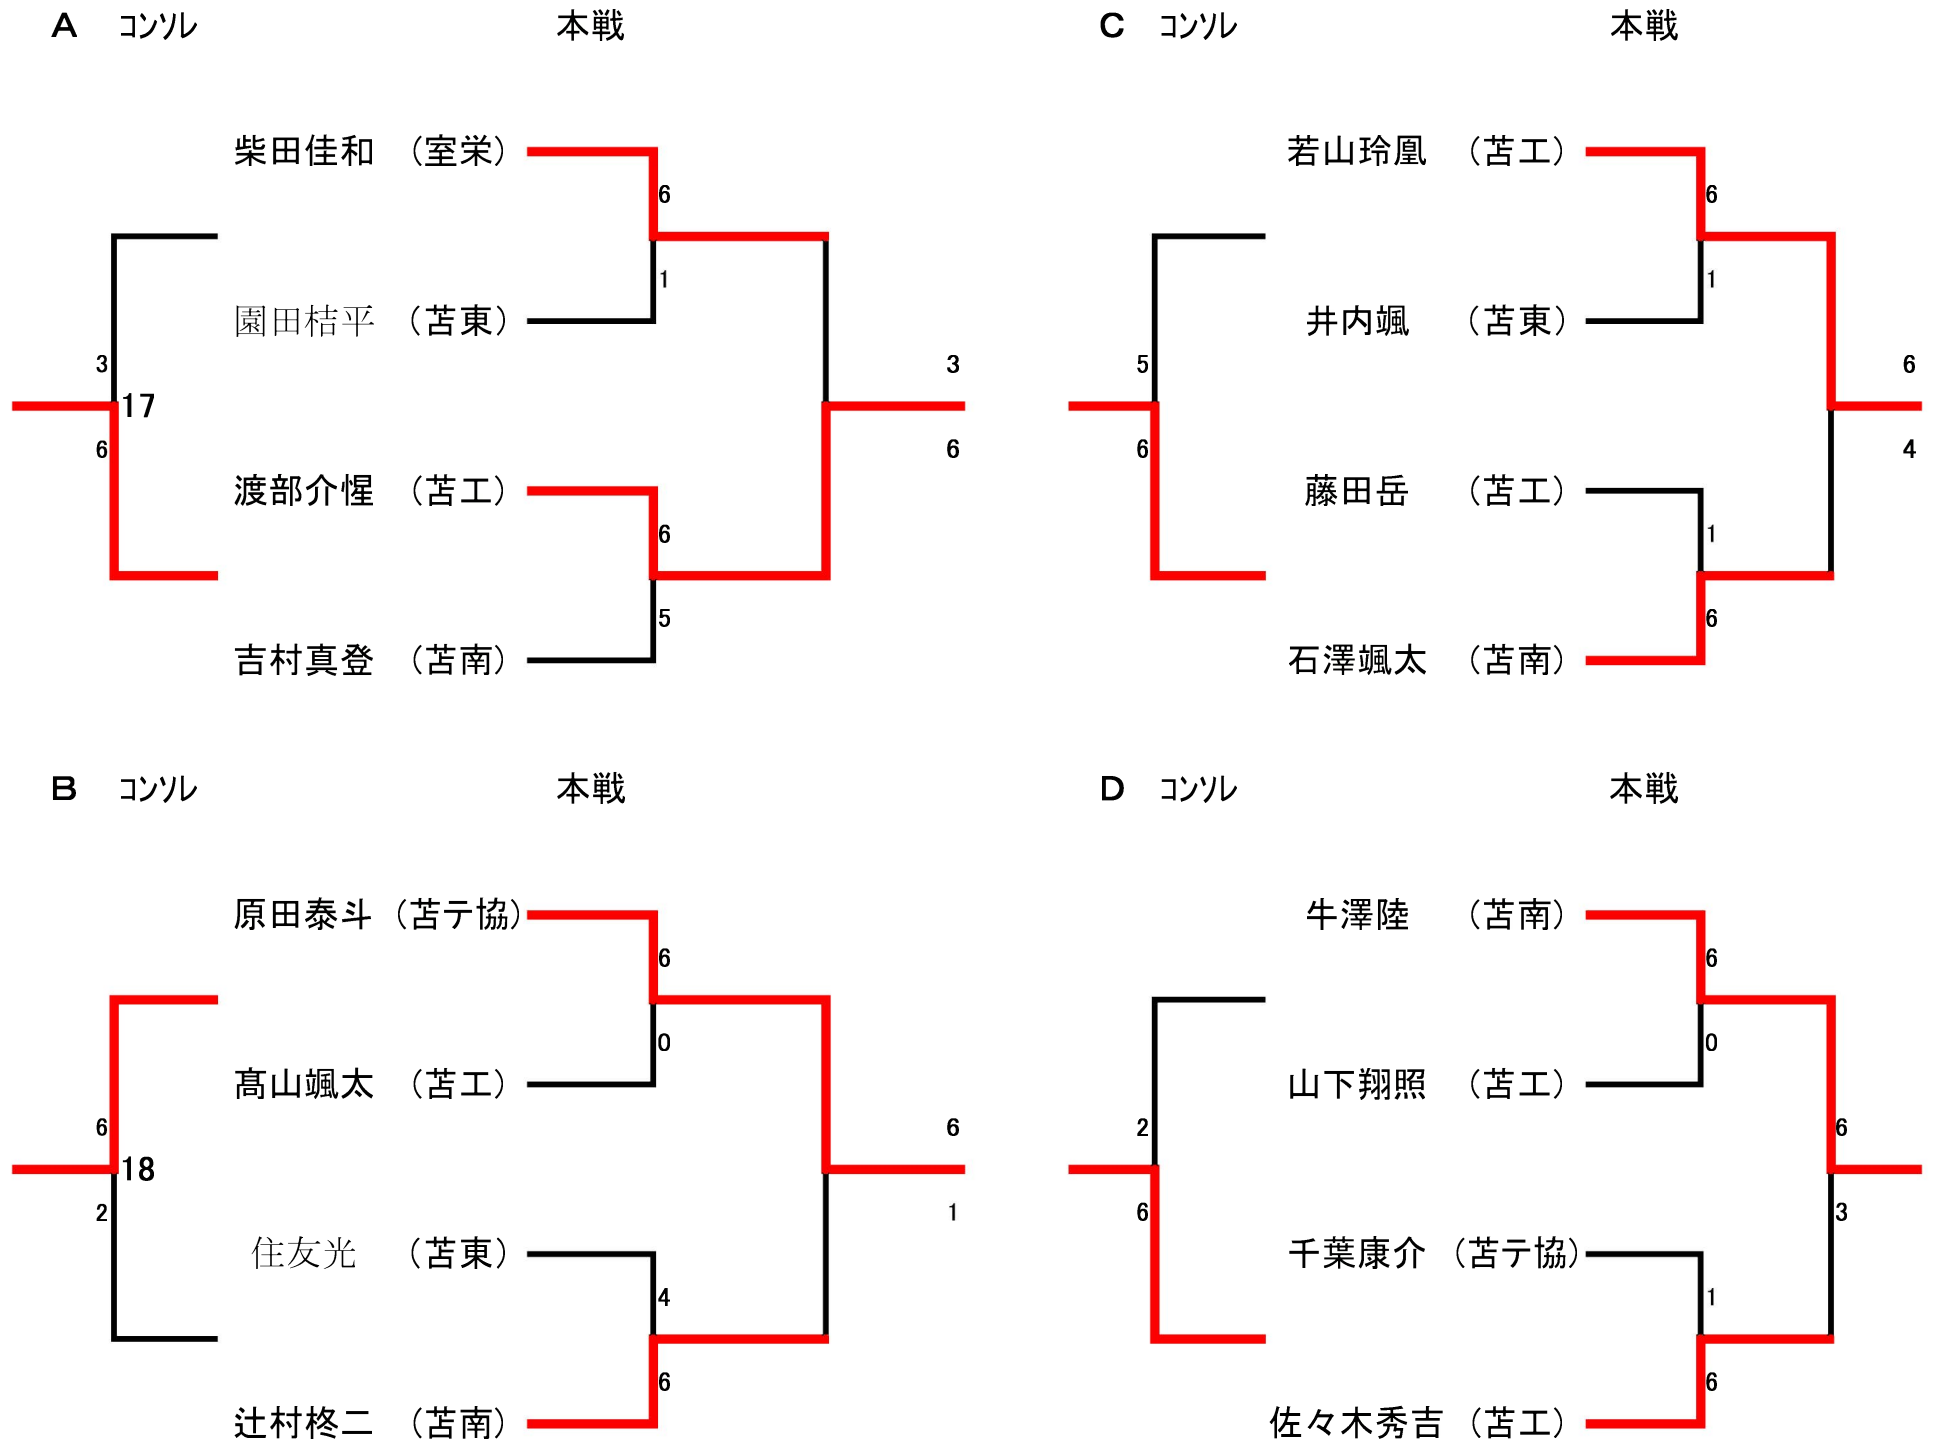 A ｺﾝｿﾙ 本戦
柴田佳和 （室栄）
6
1
園田桔平 （苫東）
3
17
6
3
6
渡部介惺 （苫工）
6
5
吉村真登 （苫南）
C ｺﾝｿﾙ 本戦
若山玲凰 （苫工）
6
1
井内颯 （苫東）
5
6
6
4
藤田岳 （苫工）
1
6
石澤颯太 （苫南）
B ｺﾝｿﾙ 本戦
原田泰斗 （苫テ協）
6
0
髙山颯太 （苫工）
6
18
2
6
1
住友光 （苫東）
4
6
辻村柊二 （苫南）
D ｺﾝｿﾙ 本戦
牛澤陸 （苫南）
6
0
山下翔照 （苫工）
2
6
6
3
千葉康介 （苫テ協）
1
6
佐々木秀吉 （苫工）